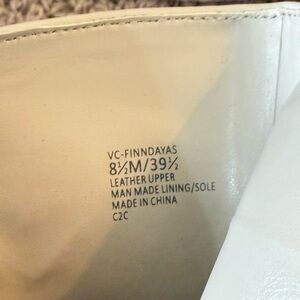 VC-FINNDAYAS
8½M/39½
LEATHER UPPER
MAN MADE LINING/SOLE
MADE IN CHINA
C2C